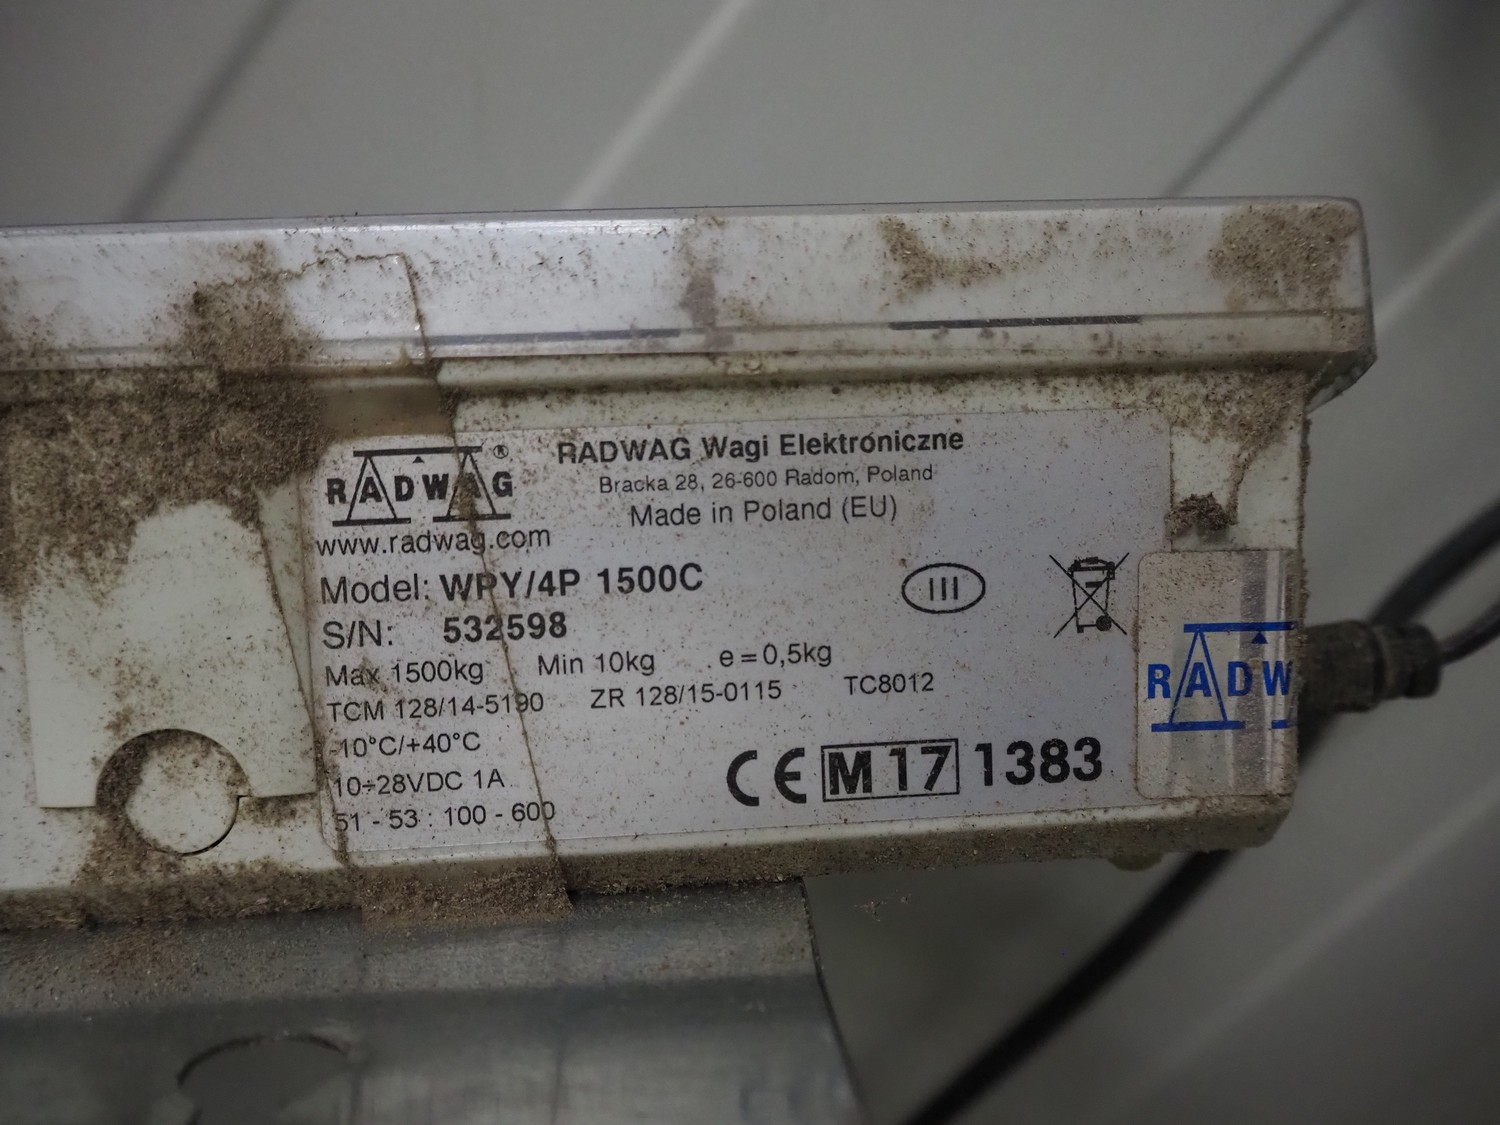 RADWAG®
RADWAG Wagi Elektroniczne
Bracka 28, 26-600 Radom, Poland
Made in Poland (EU)
www.radwag.com
Model: WPY/4P 1500C
III
S/N: 532598
Max 1500kg Min 10kg e=0,5kg
TCM 128/14-5190 ZR 128/15-0115 TC8012
-10°C/+40°C
10÷28VDC 1A
51 - 53 : 100 - 600
CE M 17 1383
RADW